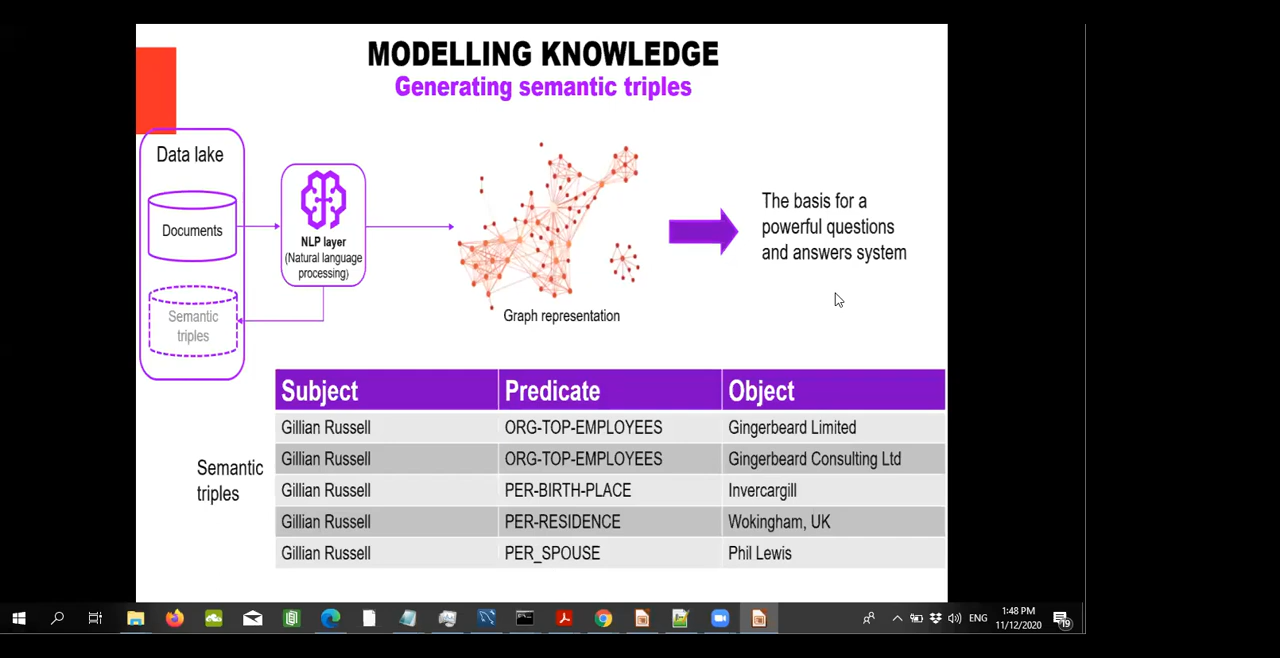 MODELLING KNOWLEDGE
Generating semantic triples
Data lake
Documents
Semantic
triples
NLP layer
(Natural language
processing)
Graph representation
The basis for a
powerful questions
and answers system
Semantic
triples
Subject Predicate Object
Gillian Russell ORG-TOP-EMPLOYEES Gingerbeard Limited
Gillian Russell ORG-TOP-EMPLOYEES Gingerbeard Consulting Ltd
Gillian Russell PER-BIRTH-PLACE Invercargill
Gillian Russell PER-RESIDENCE Wokingham, UK
Gillian Russell PER_SPOUSE Phil Lewis
ENG
1:48 PM
11/12/2020
19